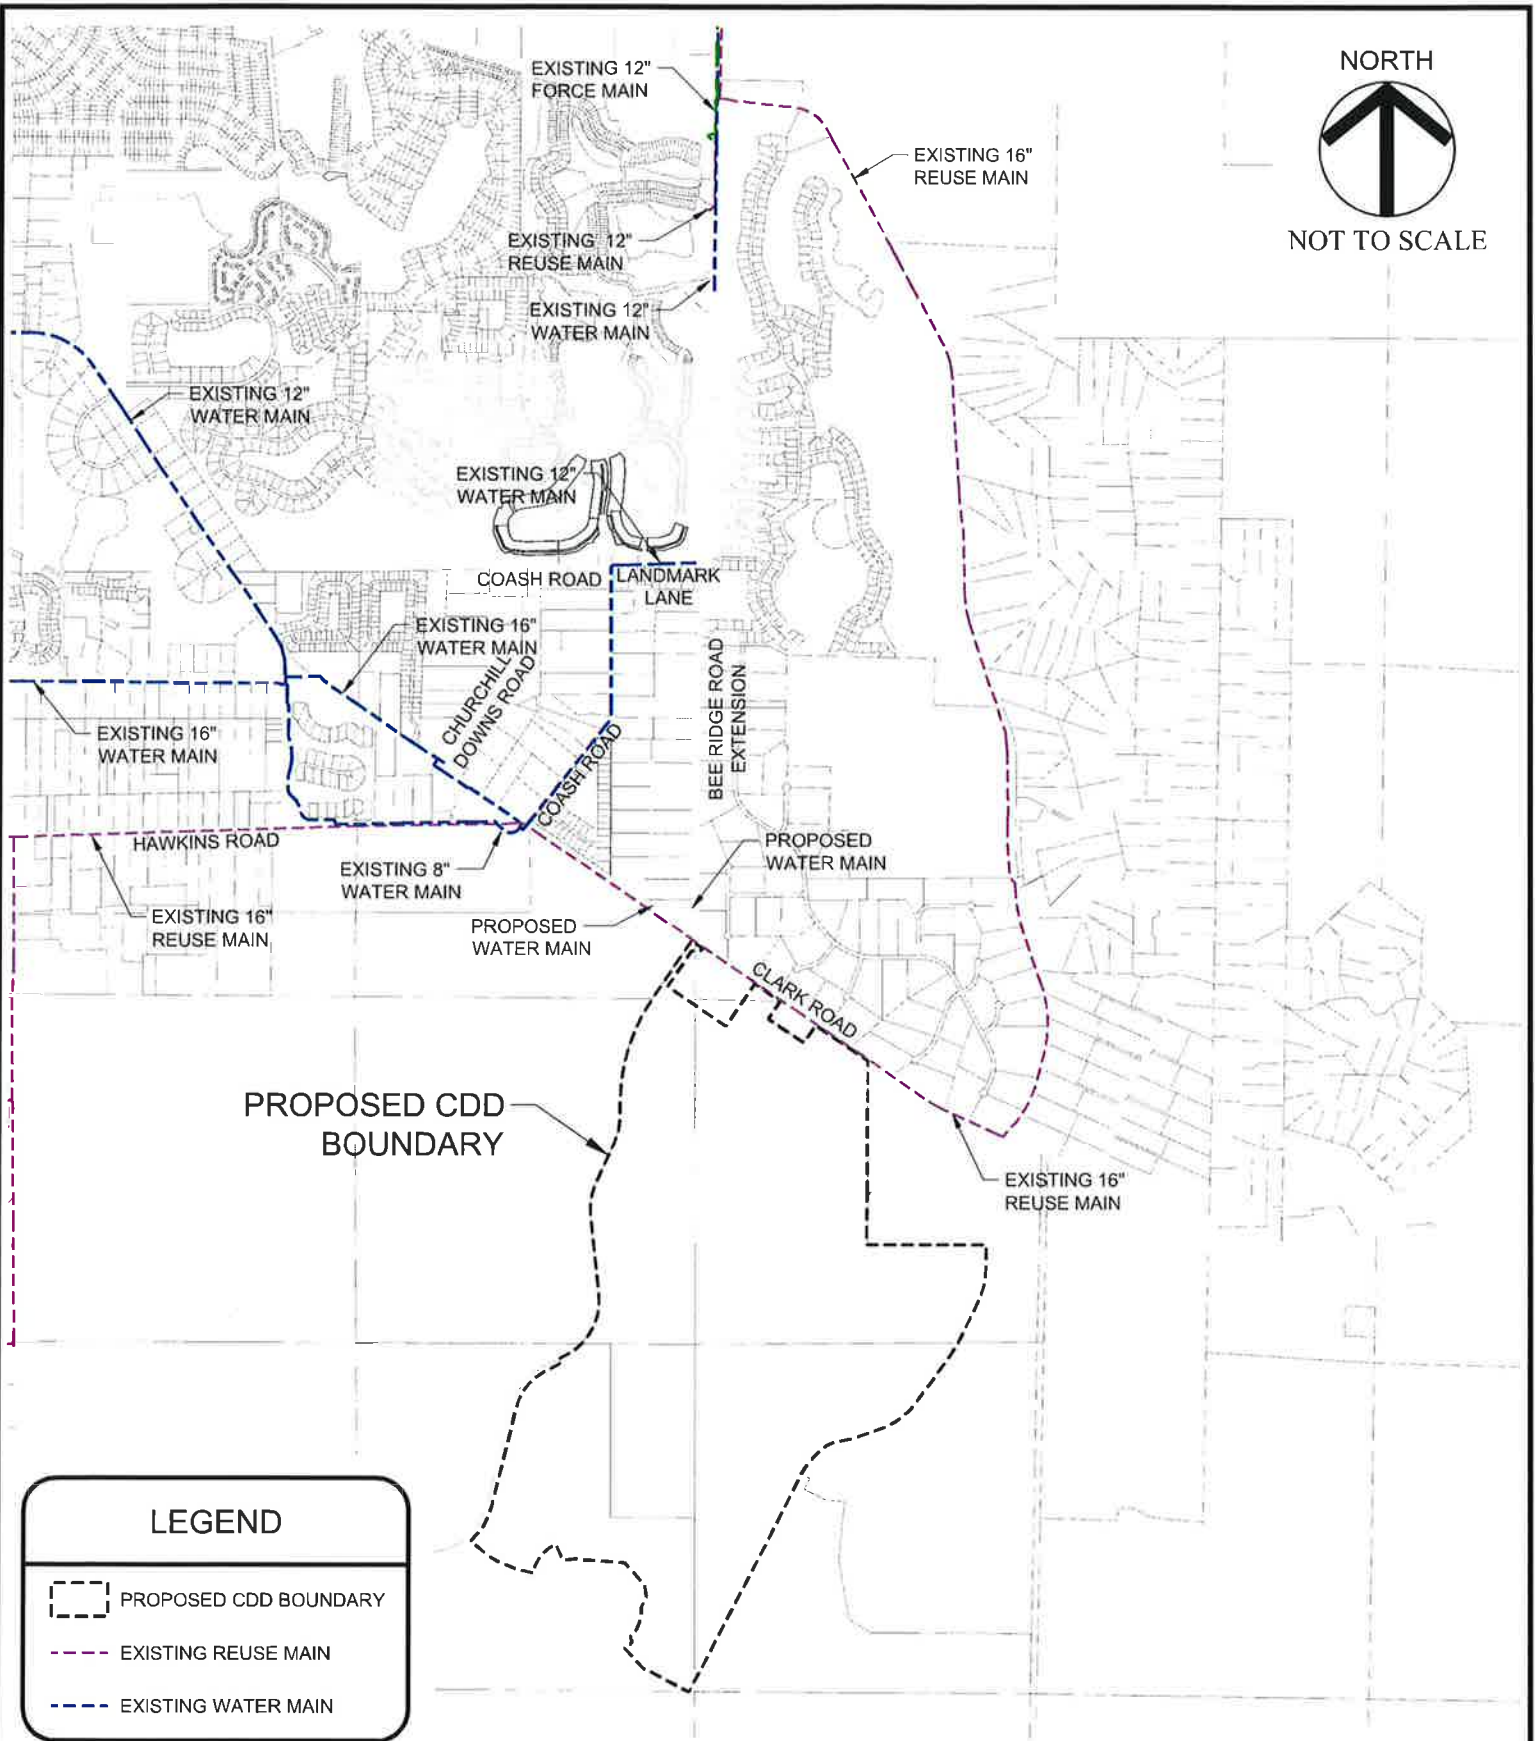 EXISTING 12"
FORCE MAIN
NORTH
NOT TO SCALE
EXISTING 16"
REUSE MAIN
EXISTING 12"
REUSE MAIN
EXISTING 12"
WATER MAIN
EXISTING 12"
WATER MAIN
EXISTING 12"
WATER MAIN
COASH ROAD
LANDMARK
LANE
EXISTING 16"
WATER MAIN
CHURCHILL
DOWNS ROAD
BEE RIDGE ROAD
EXTENSION
EXISTING 16"
WATER MAIN
COASH ROAD
HAWKINS ROAD
EXISTING 8"
WATER MAIN
PROPOSED
WATER MAIN
EXISTING 16"
REUSE MAIN
PROPOSED
WATER MAIN
CLARK ROAD
PROPOSED CDD
BOUNDARY
EXISTING 16"
REUSE MAIN
LEGEND
PROPOSED CDD BOUNDARY
EXISTING REUSE MAIN
EXISTING WATER MAIN